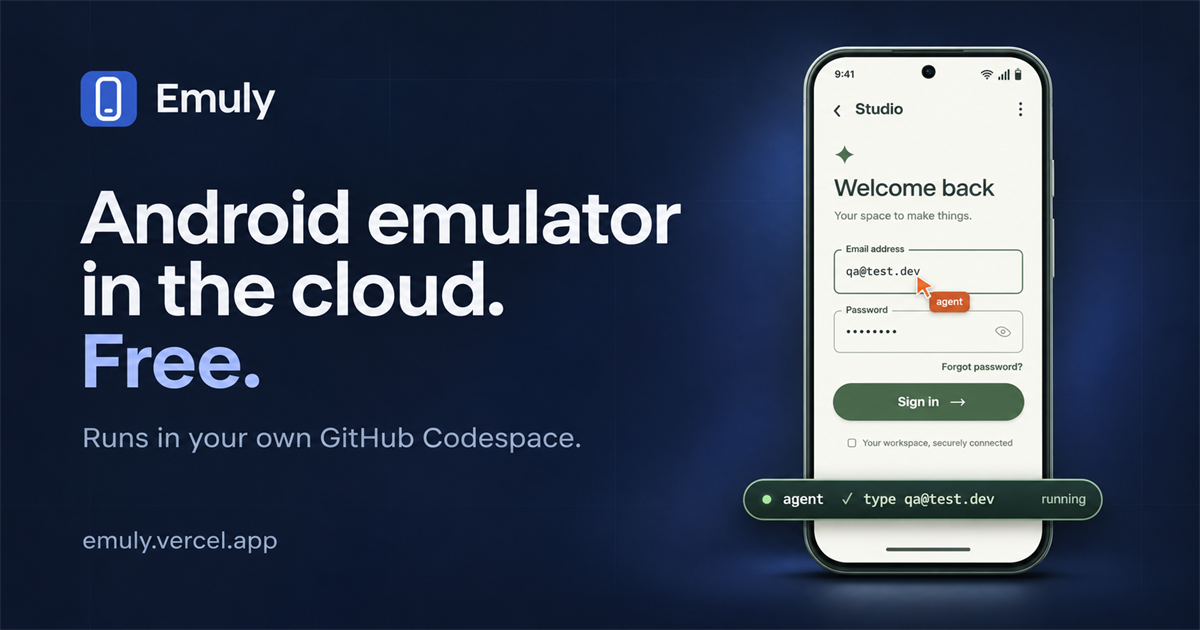 Emuly
Android emulator
in the cloud.
Free.
Runs in your own GitHub Codespace.
emuly.vercel.app
9:41
Studio
Welcome back
Your space to make things.
Email address
qa@test.dev
agent
Password
••••••••
Forgot password?
Sign in →
Your workspace, securely connected
agent ✓ type qa@test.dev running